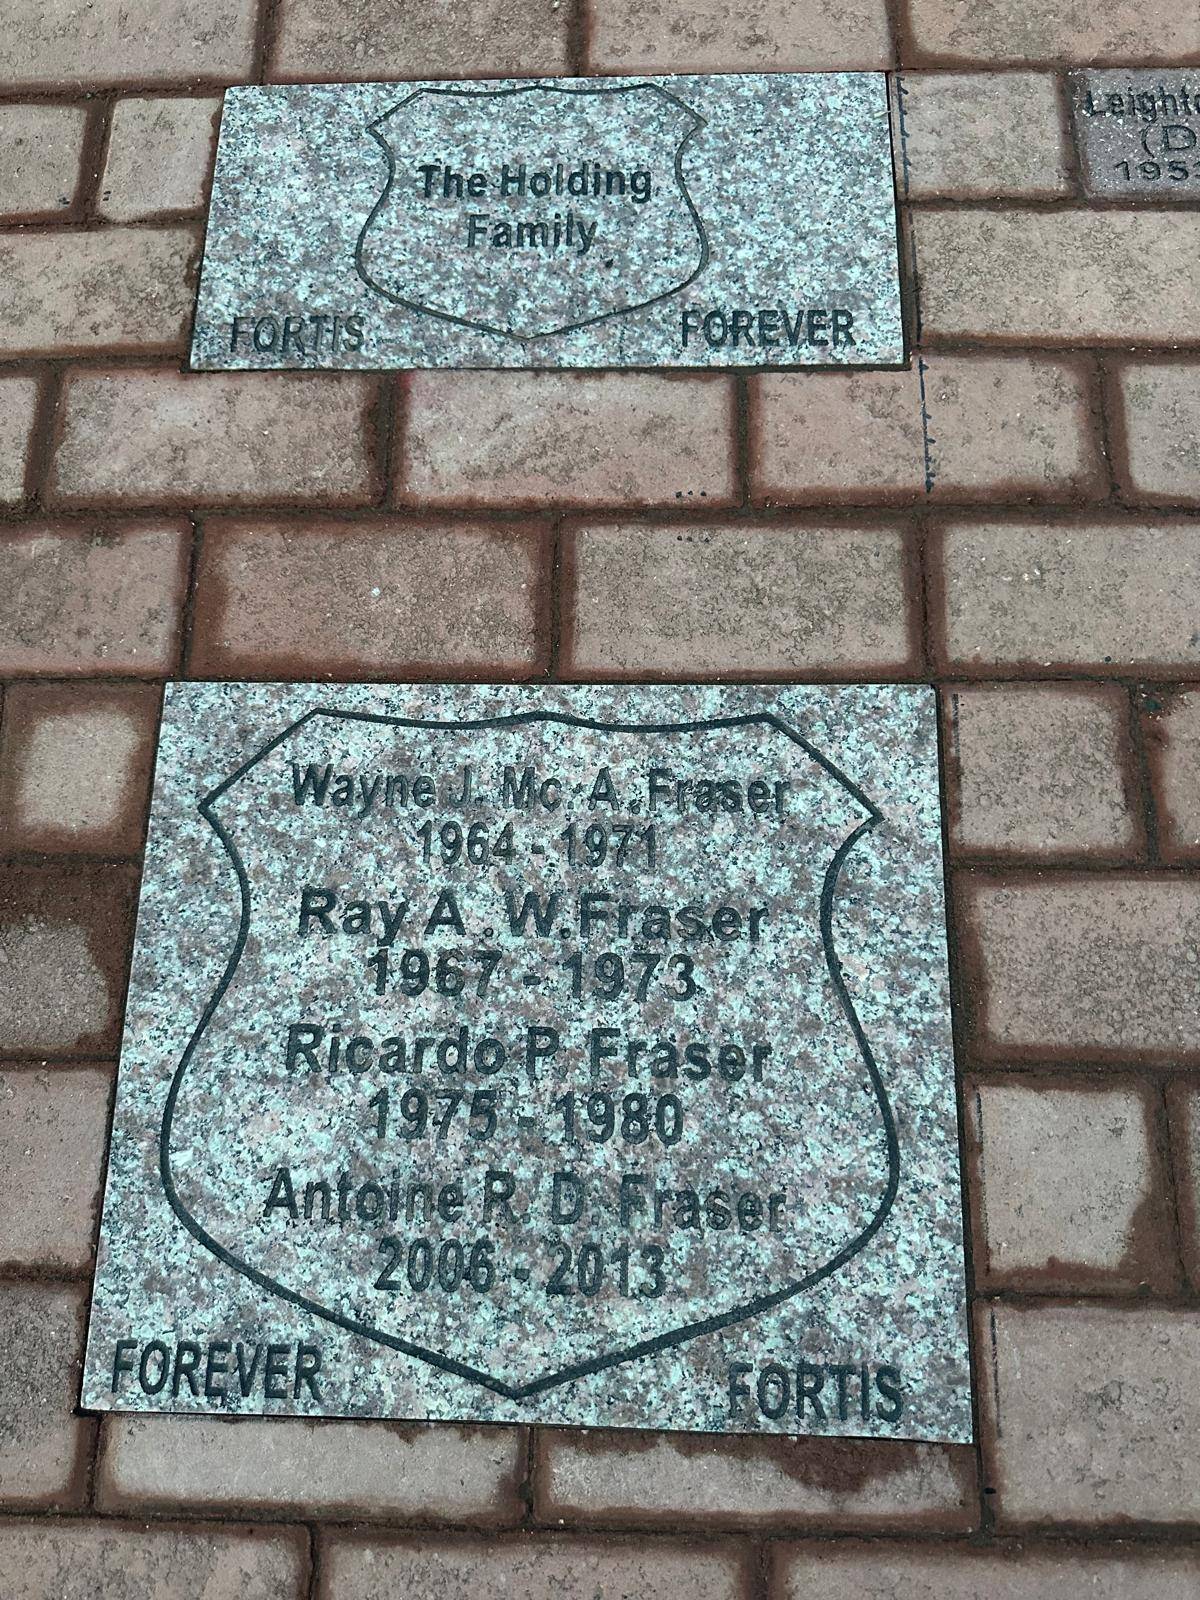 The Holding
Family
FORTIS FOREVER
(D
Wayne J. Mc. A. Fraser
1964 - 1971
Ray A. W. Fraser
1967 - 1973
Ricardo P. Fraser
1975 - 1980
Antoine R. D. Fraser
2006 - 2013
FOREVER FORTIS